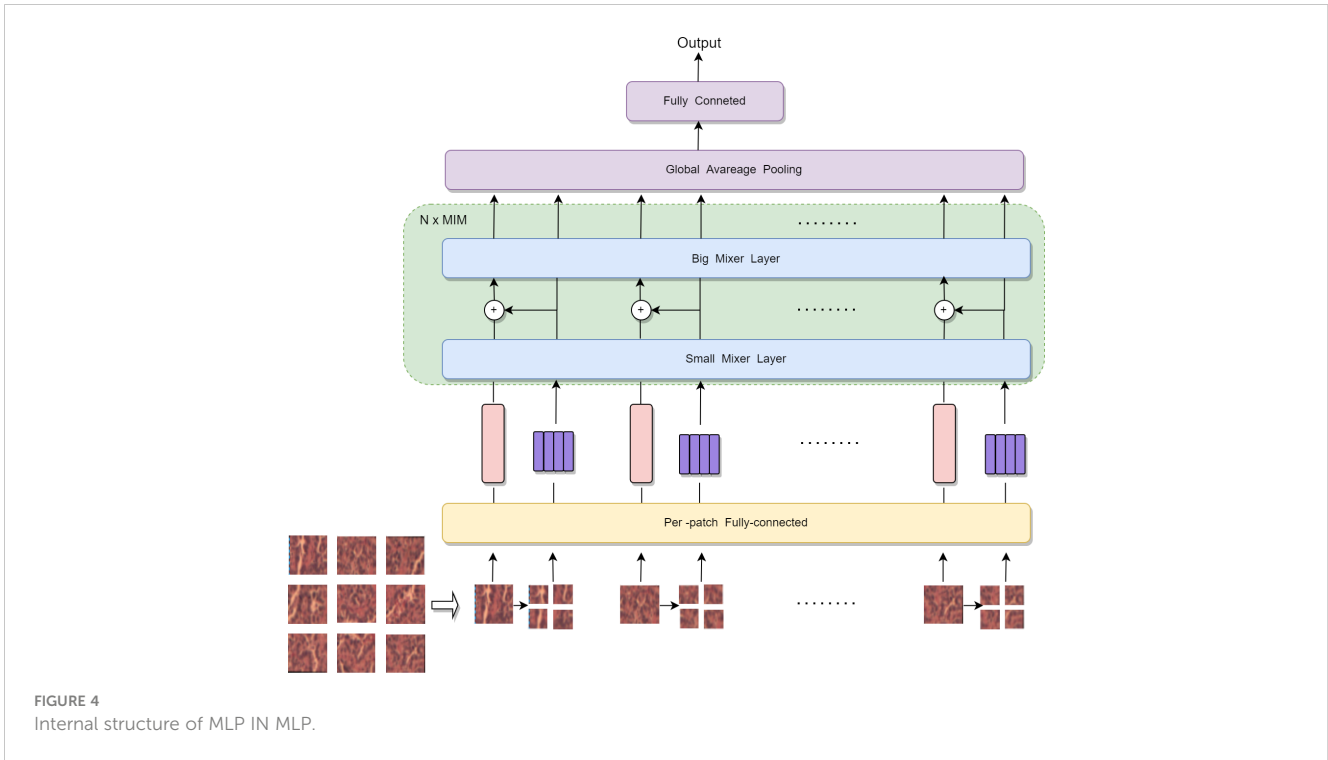 Output
Fully Conneted
Global Avareage Pooling
N x MIM
........
Big Mixer Layer
+
+
........
+
Small Mixer Layer
........
Per -patch Fully-connected
........
FIGURE 4
Internal structure of MLP IN MLP.